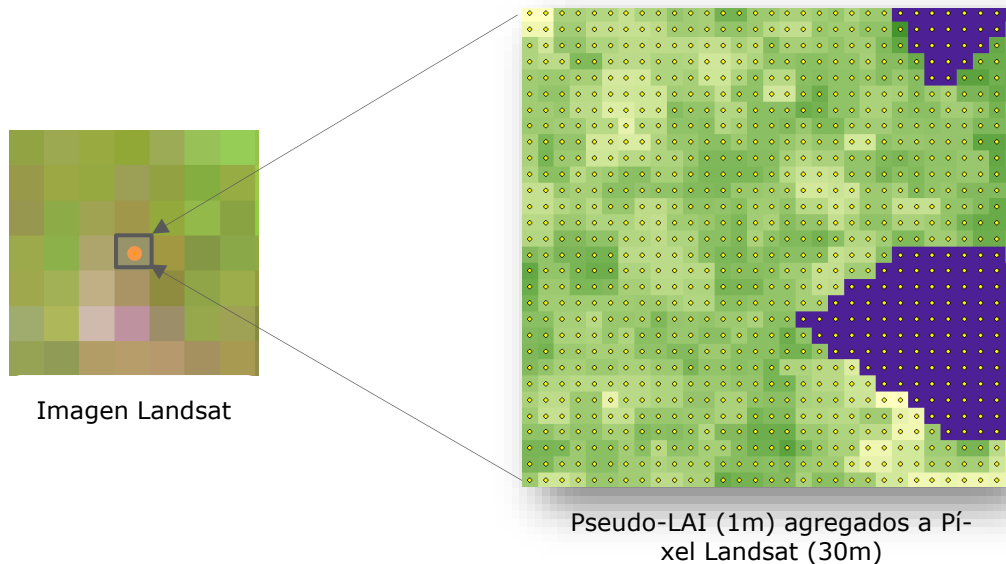 Imagen Landsat
Pseudo-LAI (1m) agregados a Pí-
xel Landsat (30m)